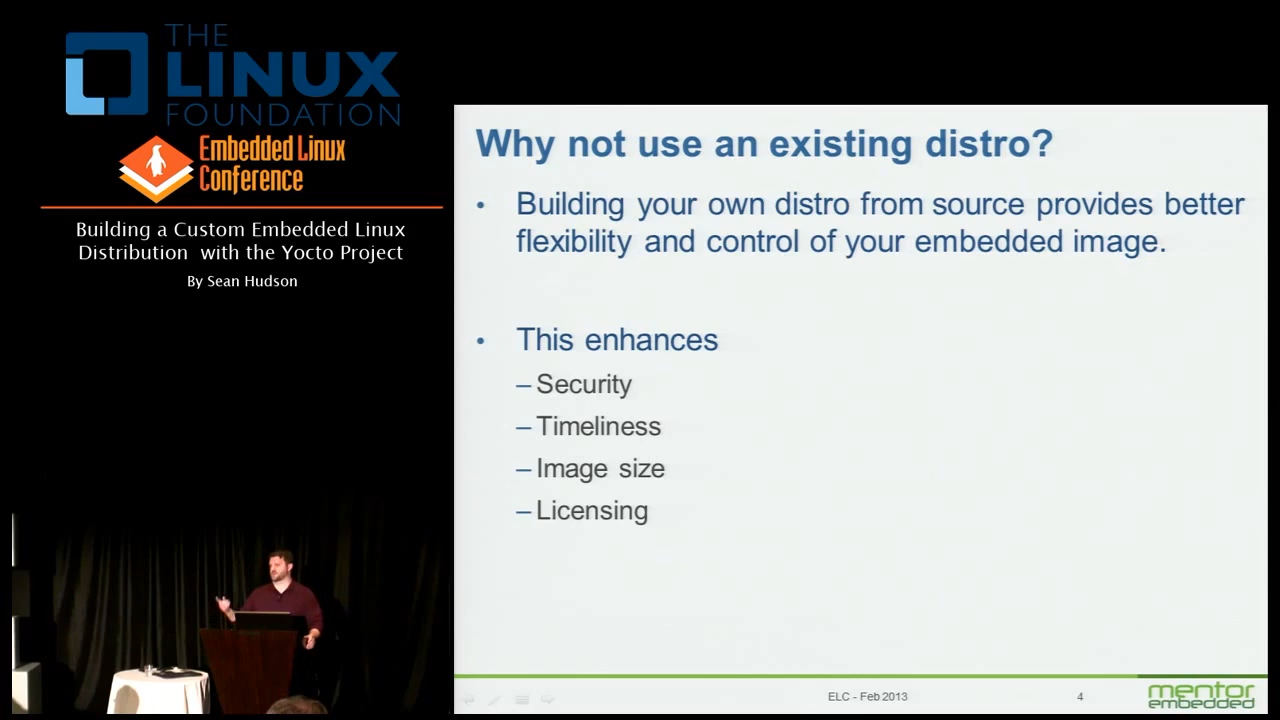 THE
LINUX
FOUNDATION
Embedded Linux
Conference
Building a Custom Embedded Linux
Distribution with the Yocto Project
By Sean Hudson
Why not use an existing distro?
• Building your own distro from source provides better
flexibility and control of your embedded image.
• This enhances
– Security
– Timeliness
– Image size
– Licensing
ELC - Feb 2013
4
mentor
embedded